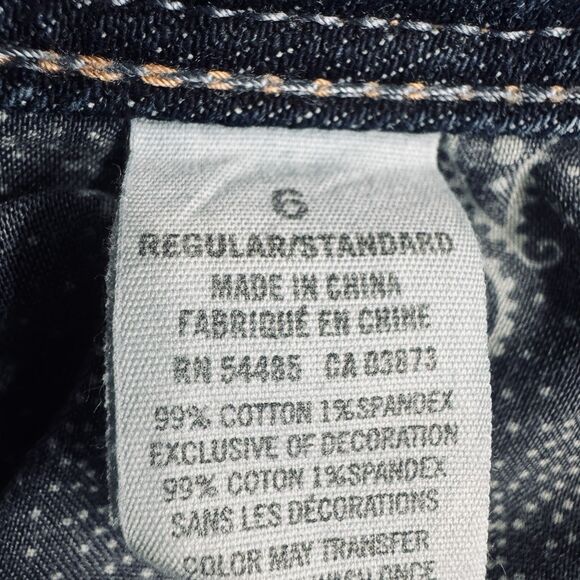 6
REGULAR/STANDARD
MADE IN CHINA
FABRIQUÉ EN CHINE
RN 54485 CA 03873
99% COTTON 1%SPANDEX
EXCLUSIVE OF DECORATION
99% COTON 1%SPANDEX
SANS LES DÉCORATIONS
COLOR MAY TRANSFER